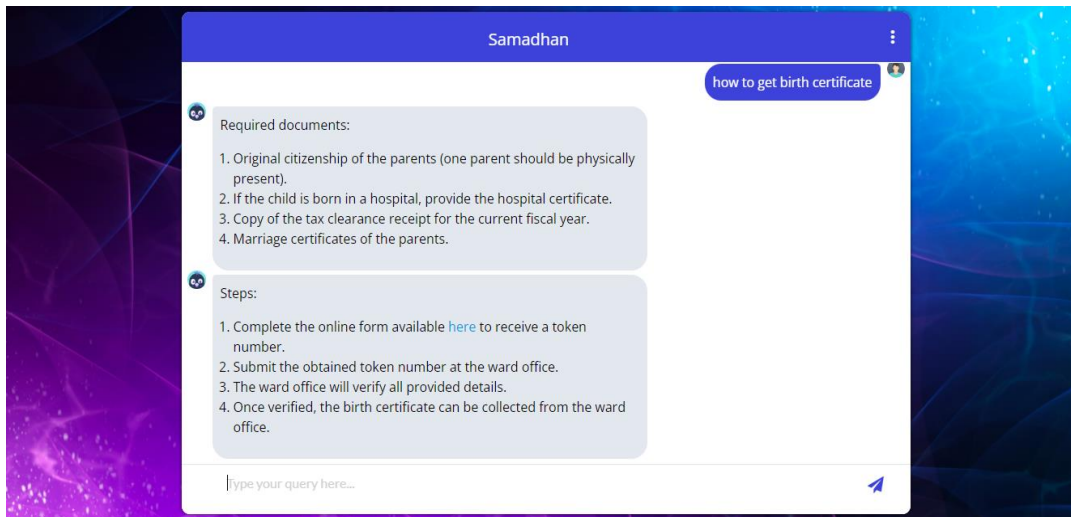 Samadhan
how to get birth certificate
Required documents:
1. Original citizenship of the parents (one parent should be physically
present).
2. If the child is born in a hospital, provide the hospital certificate.
3. Copy of the tax clearance receipt for the current fiscal year.
4. Marriage certificates of the parents.
Steps:
1. Complete the online form available here to receive a token
number.
2. Submit the obtained token number at the ward office.
3. The ward office will verify all provided details.
4. Once verified, the birth certificate can be collected from the ward
office.
Type your query here...